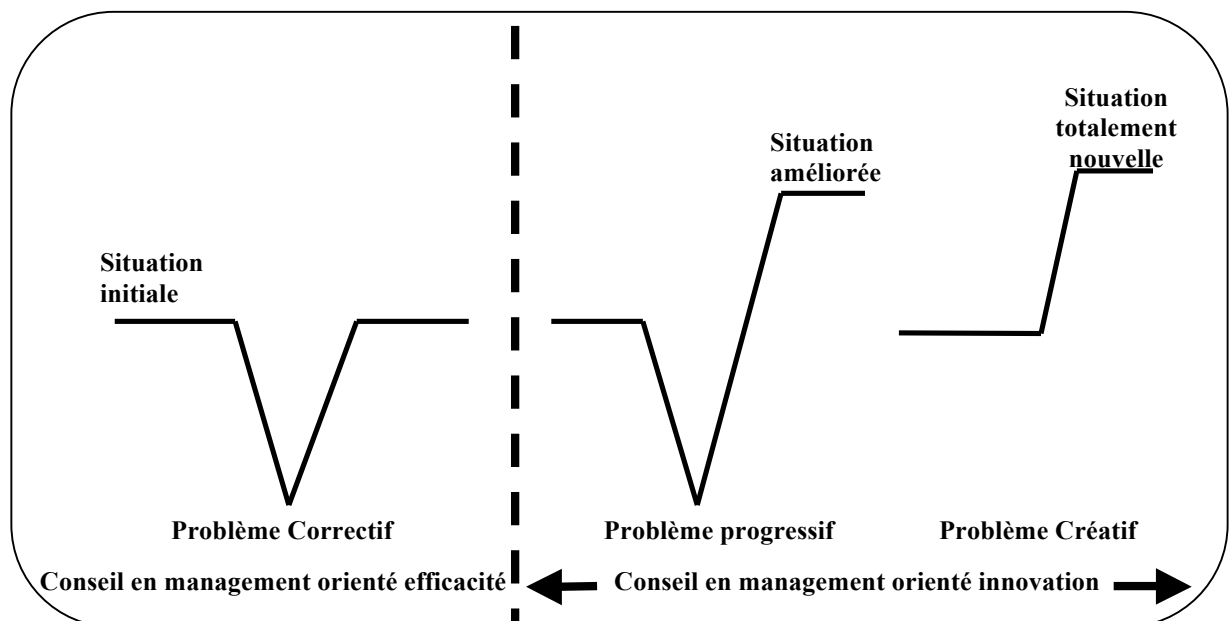 Situation
initiale
Situation
améliorée
Situation
totalement
nouvelle
Problème Correctif
Problème progressif
Problème Créatif
Conseil en management orienté efficacité
Conseil en management orienté innovation